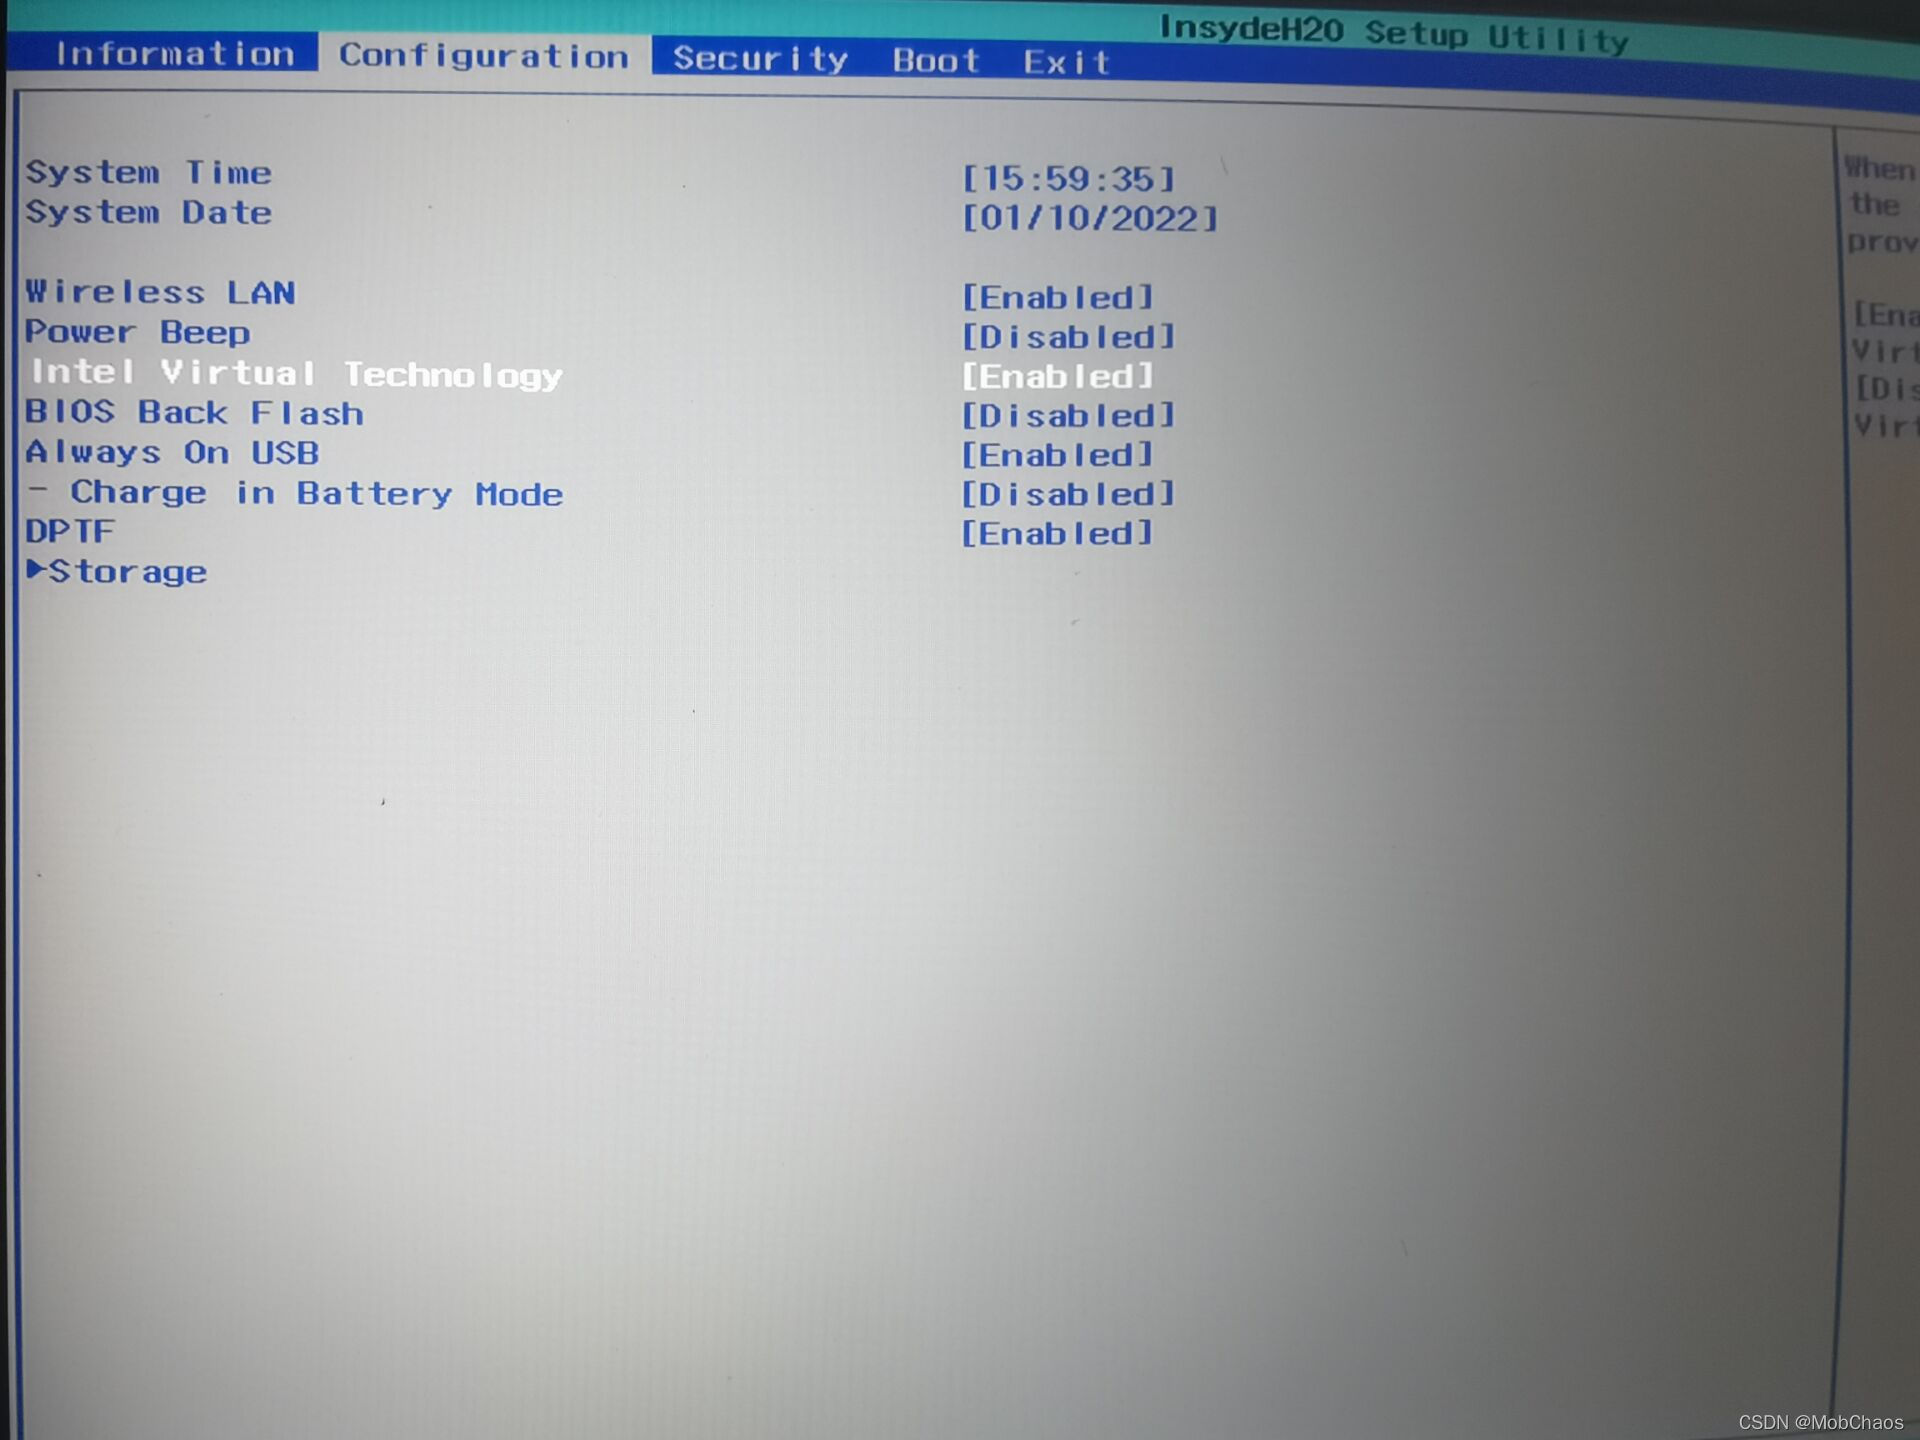 InsydeH2O Setup Utility
Information Configuration Security Boot Exit
System Time [15:59:35]
System Date [01/10/2022]
Wireless LAN [Enabled]
Power Beep [Disabled]
Intel Virtual Technology [Enabled]
BIOS Back Flash [Disabled]
Always On USB [Enabled]
- Charge in Battery Mode [Disabled]
DPTF [Enabled]
▶Storage
When
the
prov
[Ena
Virt
[Dis
Virt
CSDN @MobChaos